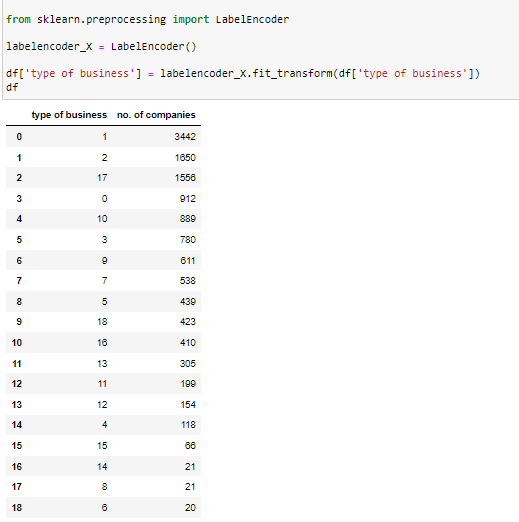 from sklearn.preprocessing import LabelEncoder
labelencoder_X = LabelEncoder()
df['type of business'] = labelencoder_X.fit_transform(df['type of business'])
df
type of business no. of companies
0 1 3442
1 2 1650
2 17 1556
3 0 912
4 10 889
5 3 780
6 9 611
7 7 538
8 5 439
9 18 423
10 16 410
11 13 305
12 11 199
13 12 154
14 4 118
15 15 66
16 14 21
17 8 21
18 6 20